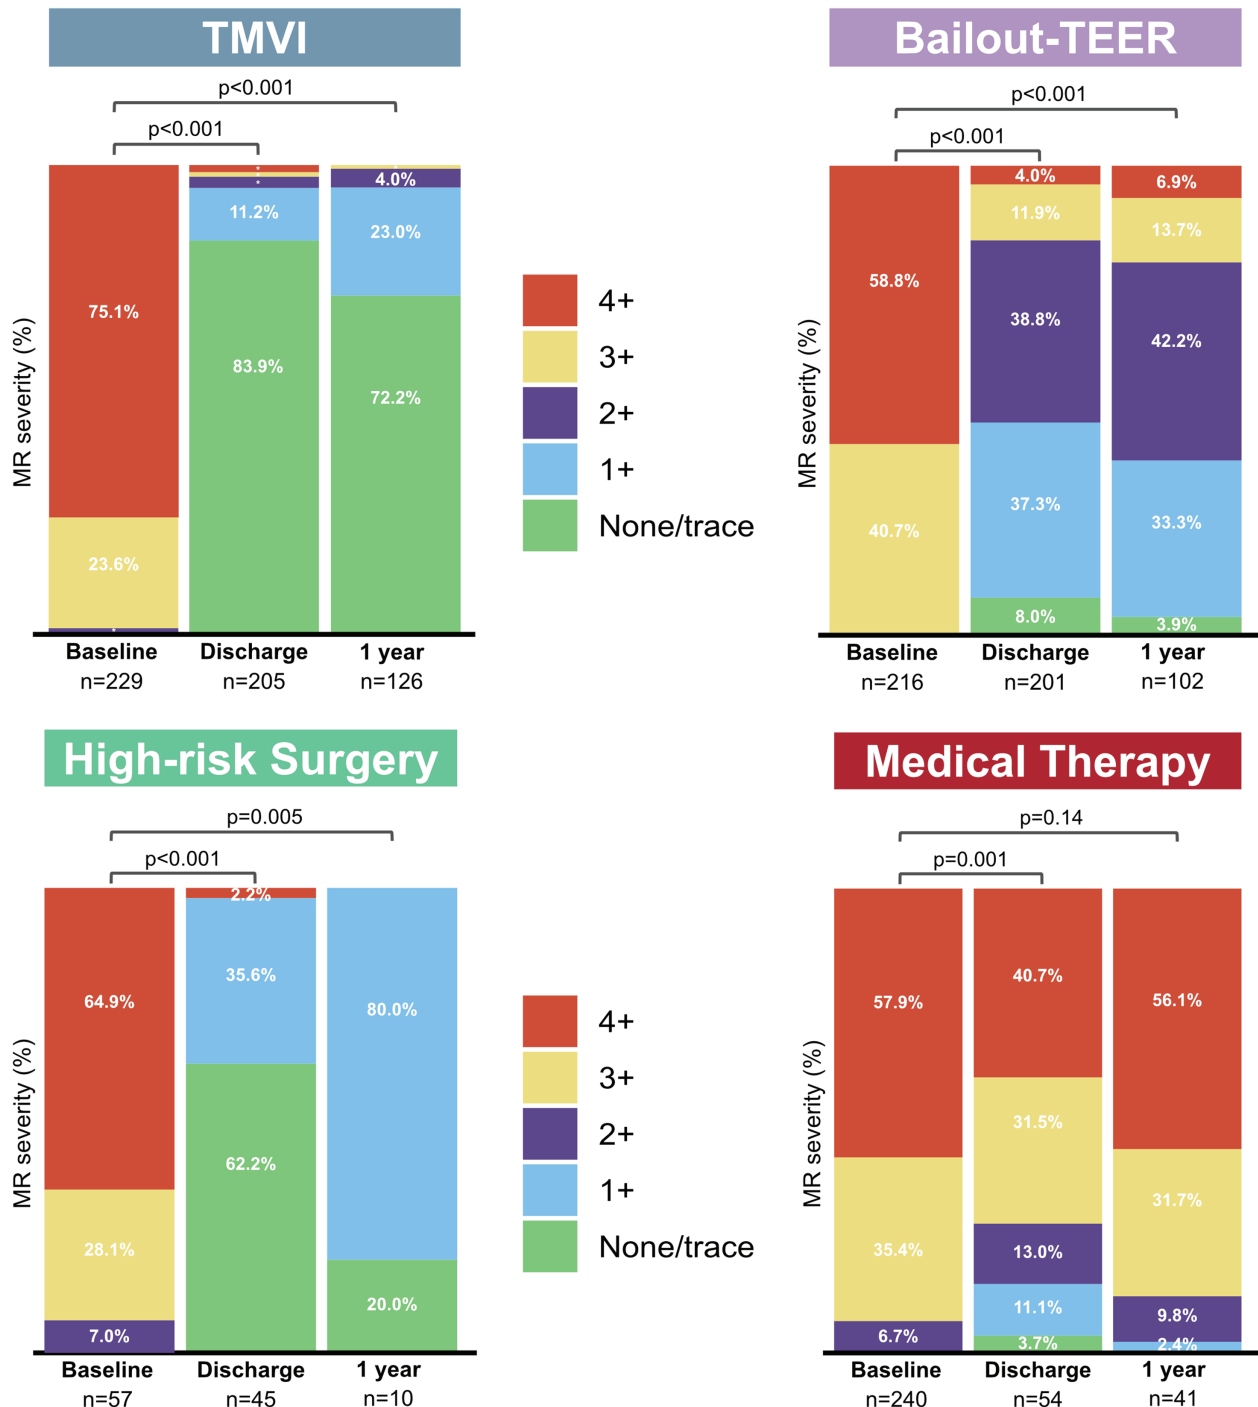 TMVI
p<0.001
p<0.001
MR severity (%)
75.1%
23.6%
*
*
*
*
11.2%
83.9%
*
4.0%
23.0%
72.2%
Baseline
Discharge
1 year
n=229
n=205
n=126
4+
3+
2+
1+
None/trace
Bailout-TEER
p<0.001
p<0.001
MR severity (%)
58.8%
40.7%
4.0%
11.9%
38.8%
37.3%
8.0%
6.9%
13.7%
42.2%
33.3%
3.9%
Baseline
Discharge
1 year
n=216
n=201
n=102
High-risk Surgery
p=0.005
p<0.001
MR severity (%)
64.9%
28.1%
7.0%
2.2%
35.6%
62.2%
80.0%
20.0%
Baseline
Discharge
1 year
n=57
n=45
n=10
4+
3+
2+
1+
None/trace
Medical Therapy
p=0.14
p=0.001
MR severity (%)
57.9%
35.4%
6.7%
40.7%
31.5%
13.0%
11.1%
3.7%
56.1%
31.7%
9.8%
2.4%
Baseline
Discharge
1 year
n=240
n=54
n=41